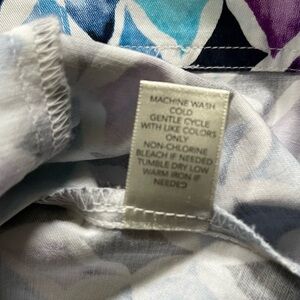 MACHINE WASH
COLD
GENTLE CYCLE
WITH LIKE COLORS
ONLY
NON-CHLORINE
BLEACH IF NEEDED
TUMBLE DRY LOW
WARM IRON IF
NEEDED